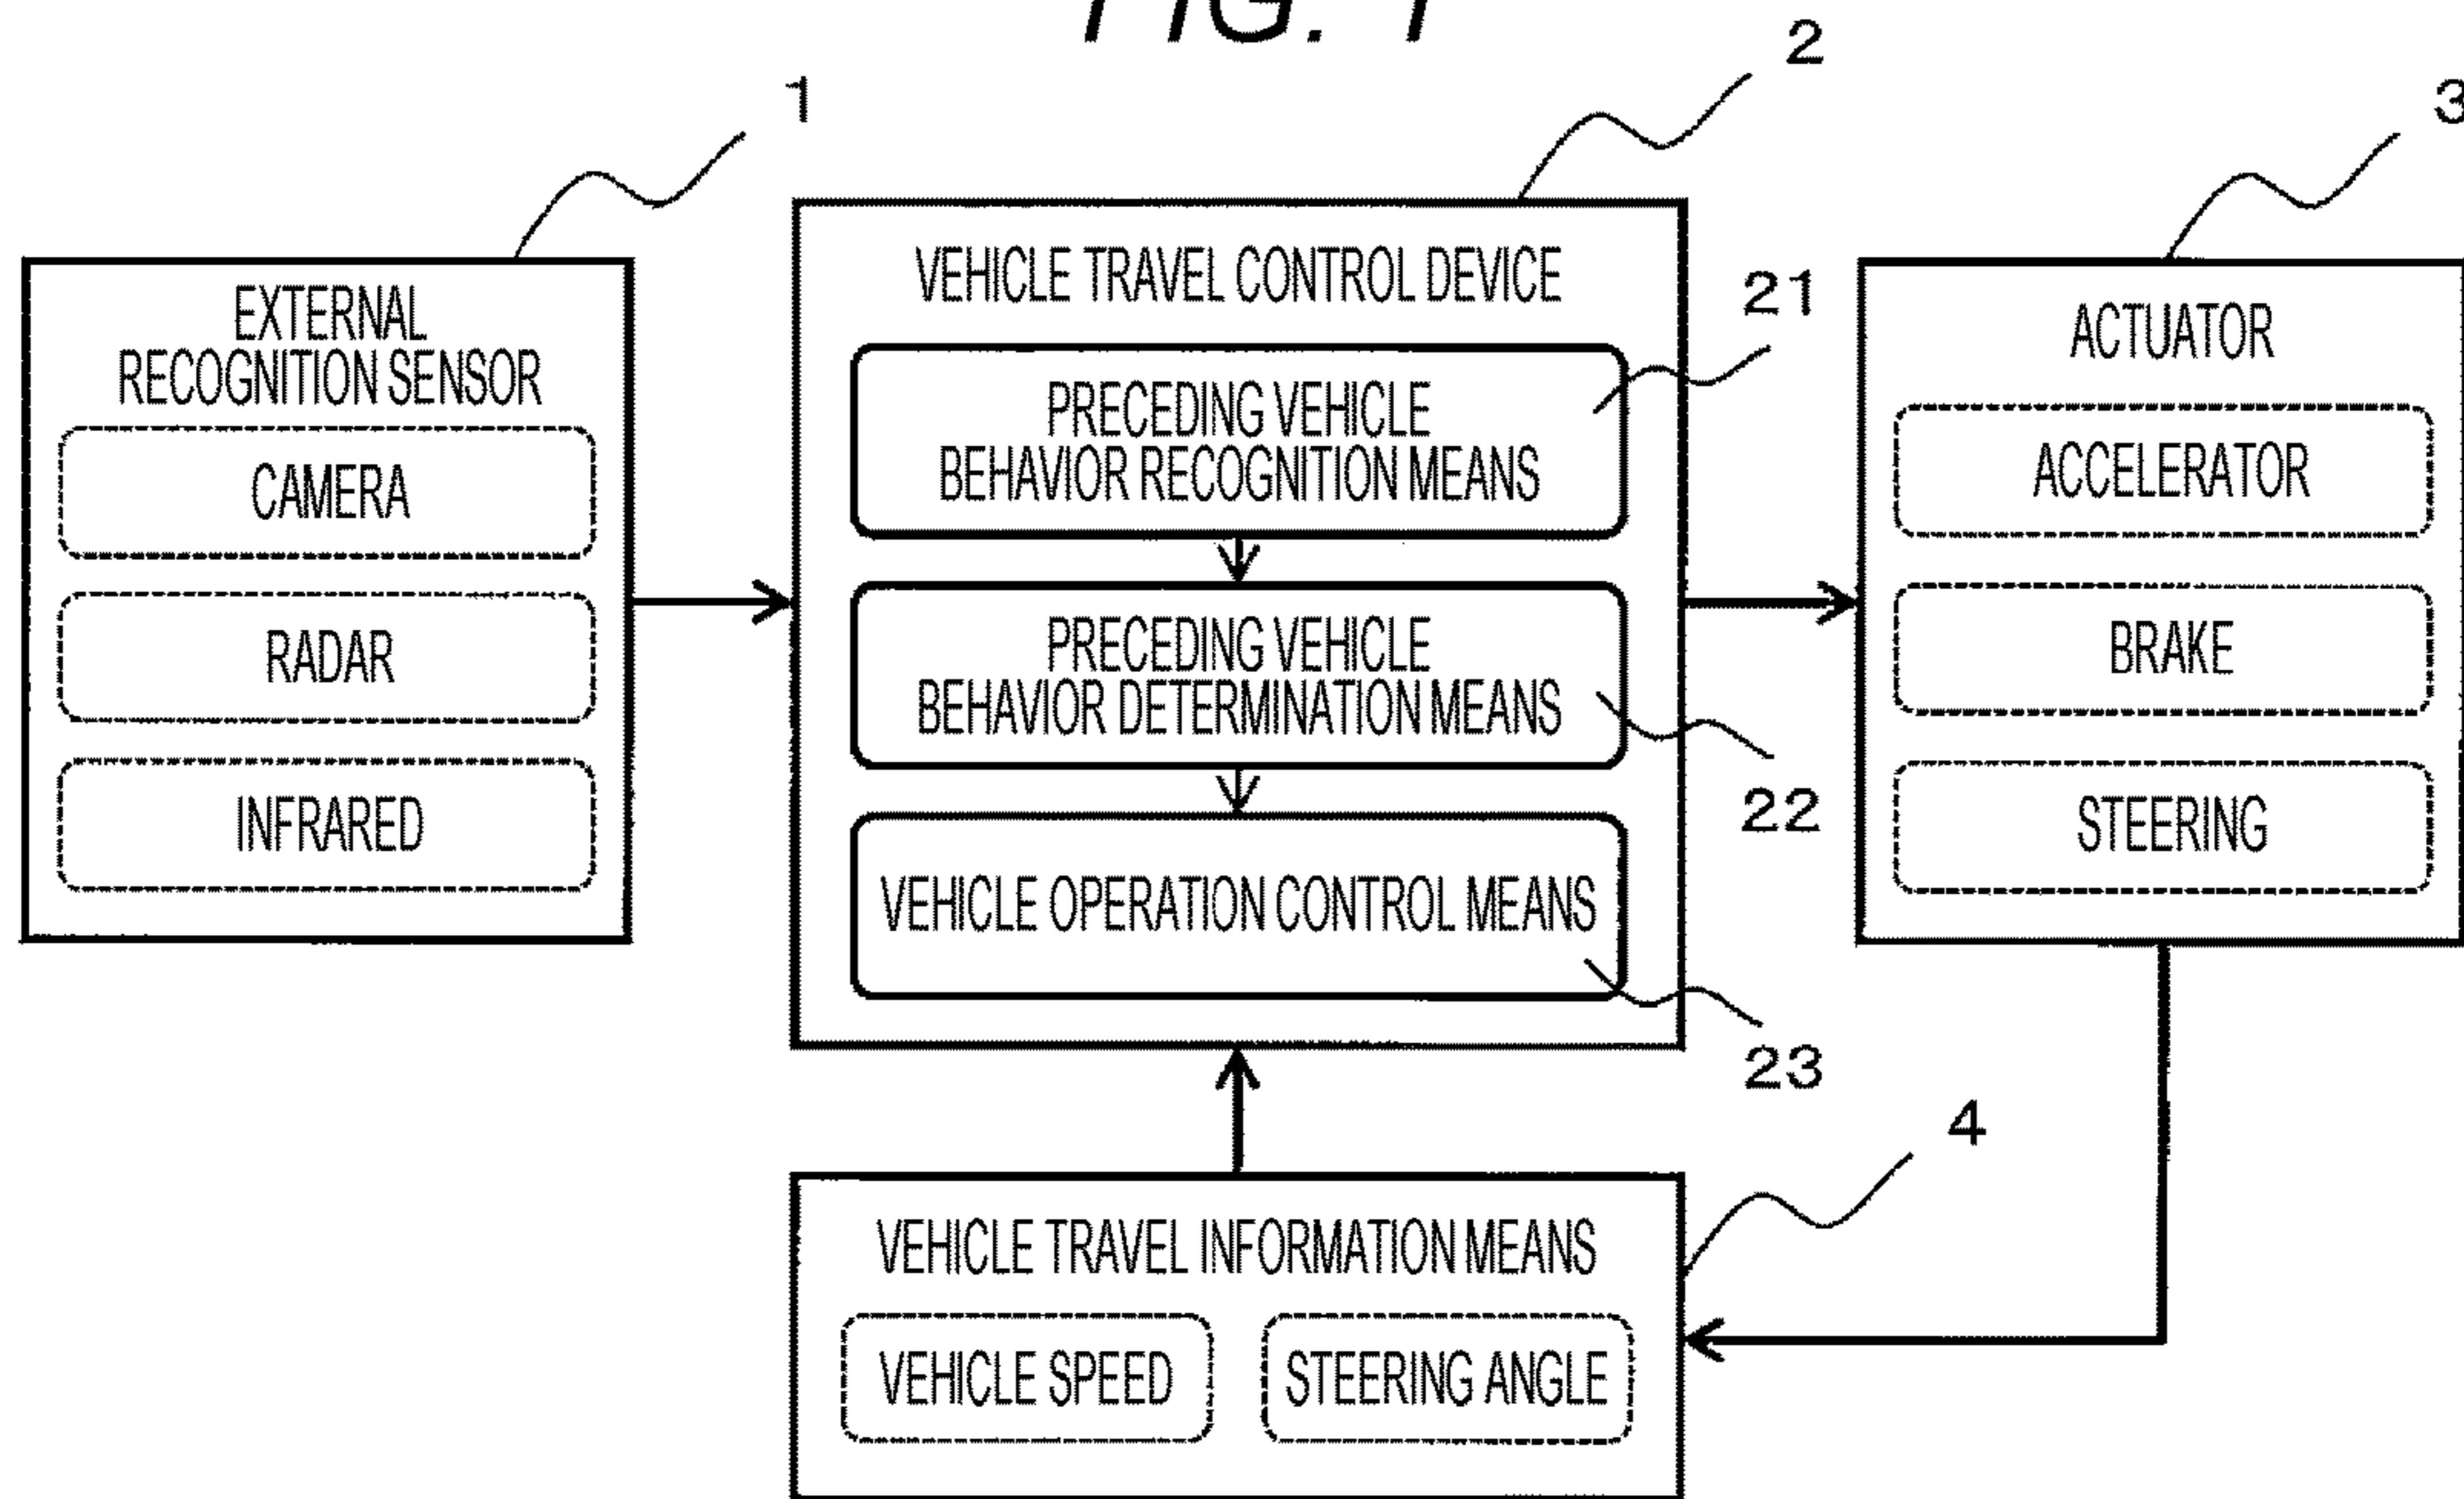 FIG. 1
1
2
3
EXTERNAL
RECOGNITION SENSOR
CAMERA
RADAR
INFRARED
VEHICLE TRAVEL CONTROL DEVICE
21
PRECEDING VEHICLE
BEHAVIOR RECOGNITION MEANS
PRECEDING VEHICLE
BEHAVIOR DETERMINATION MEANS
22
VEHICLE OPERATION CONTROL MEANS
23
ACTUATOR
ACCELERATOR
BRAKE
STEERING
4
VEHICLE TRAVEL INFORMATION MEANS
VEHICLE SPEED
STEERING ANGLE